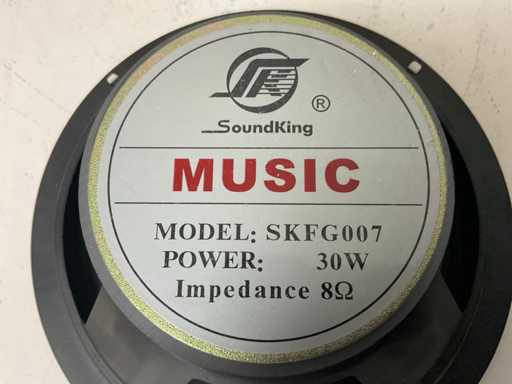 ®
SoundKing
MUSIC
MODEL: SKFG007
POWER: 30W
Impedance 8Ω